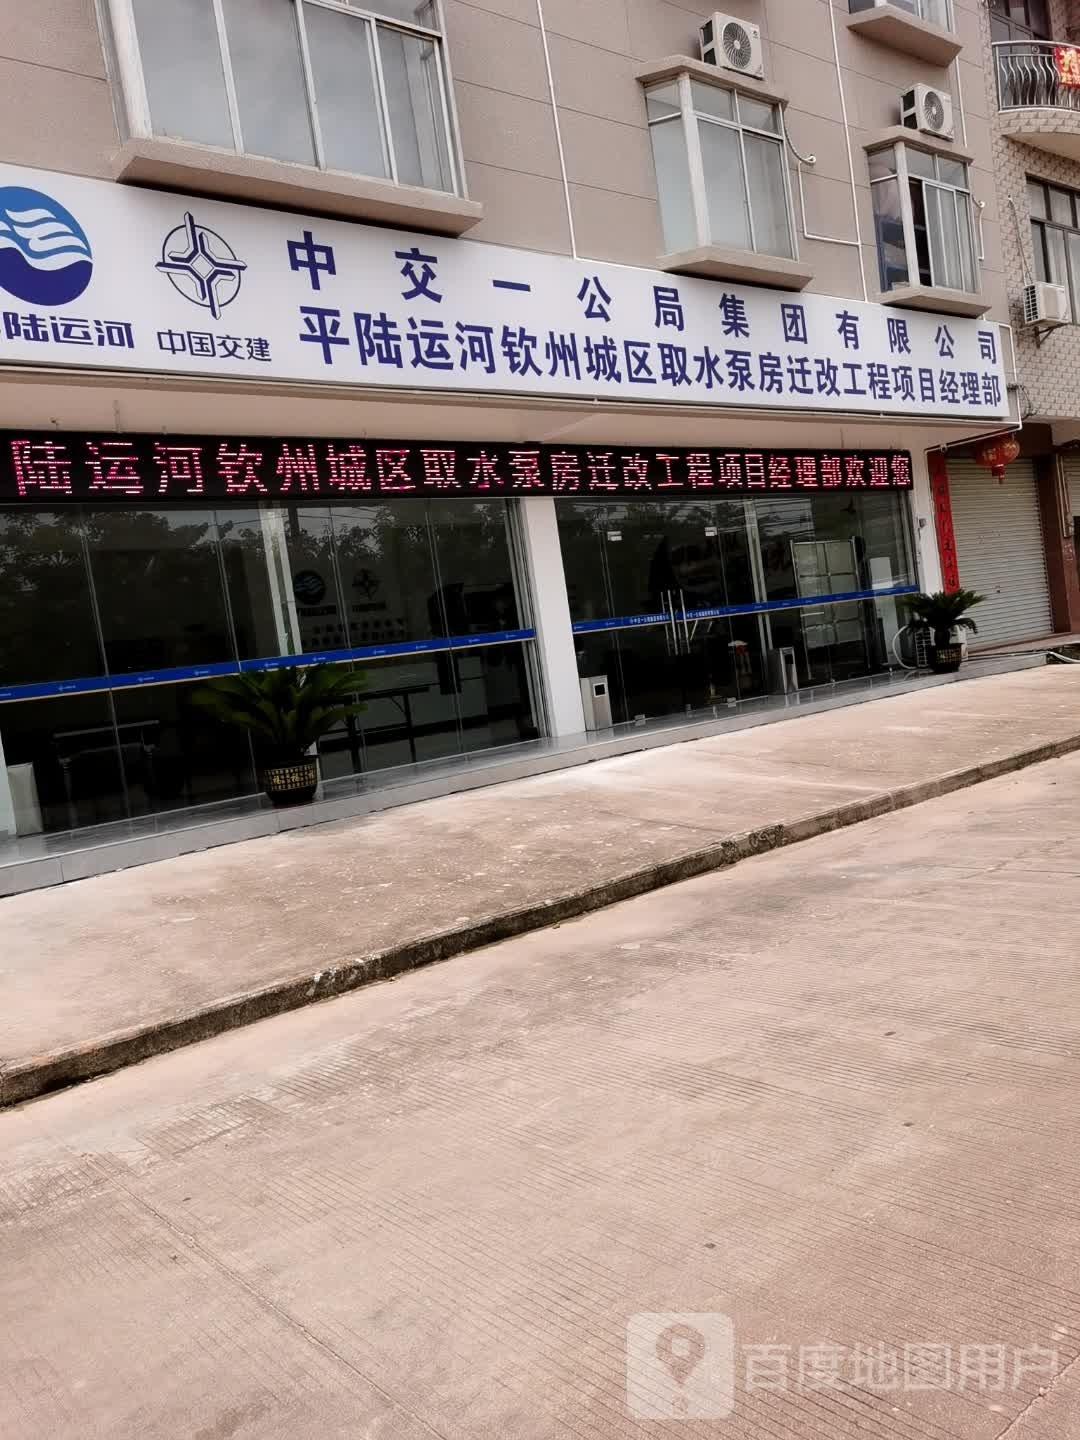 陆运河
中国交建
中交一公局集团有限公司
平陆运河钦州城区取水泵房迁改工程项目经理部
陆运河钦州城区取水泵房迁改工程项目经理部欢迎您
百度地图用户